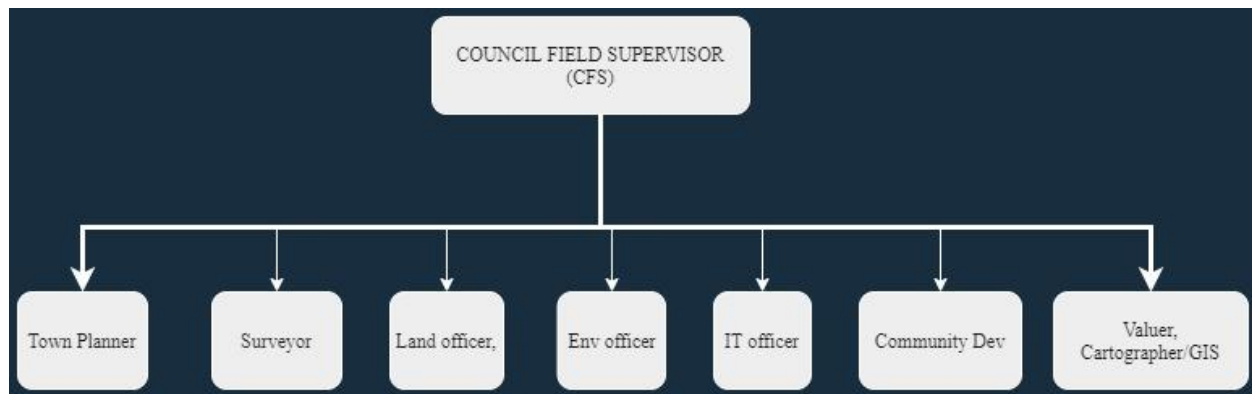 COUNCIL FIELD SUPERVISOR
(CFS)
Town Planner
Surveyor
Land officer,
Env officer
IT officer
Community Dev
Valuer,
Cartographer/GIS